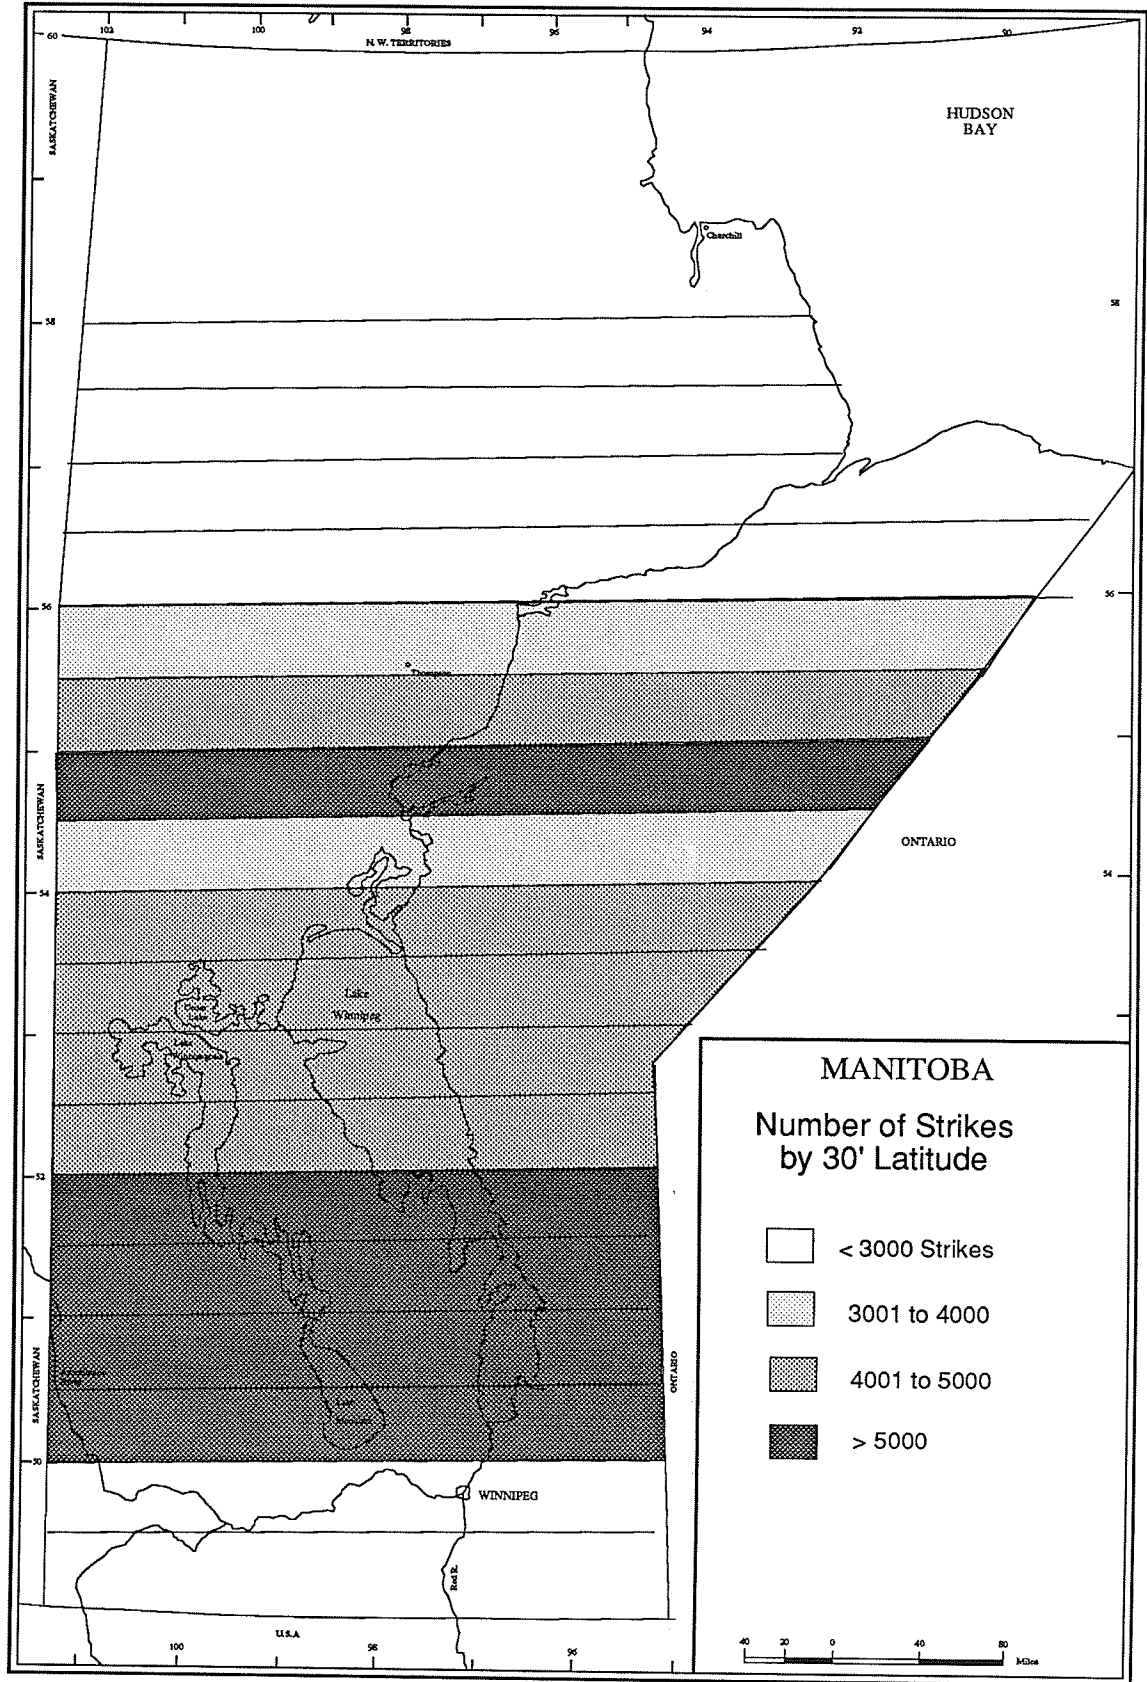 102 100 98 96 94 92 90
60
N.W. TERRITORIES
SASKATCHEWAN
HUDSON
BAY
Churchill
58
58
56
56
Thompson
SASKATCHEWAN
ONTARIO
54
54
Lake
Winnipeg
MANITOBA
Number of Strikes
by 30' Latitude
52
< 3000 Strikes
3001 to 4000
SASKATCHEWAN
ONTARIO
4001 to 5000
> 5000
50
WINNIPEG
Red R.
U.S.A
100 98 96
40 20 0 40 80
Miles